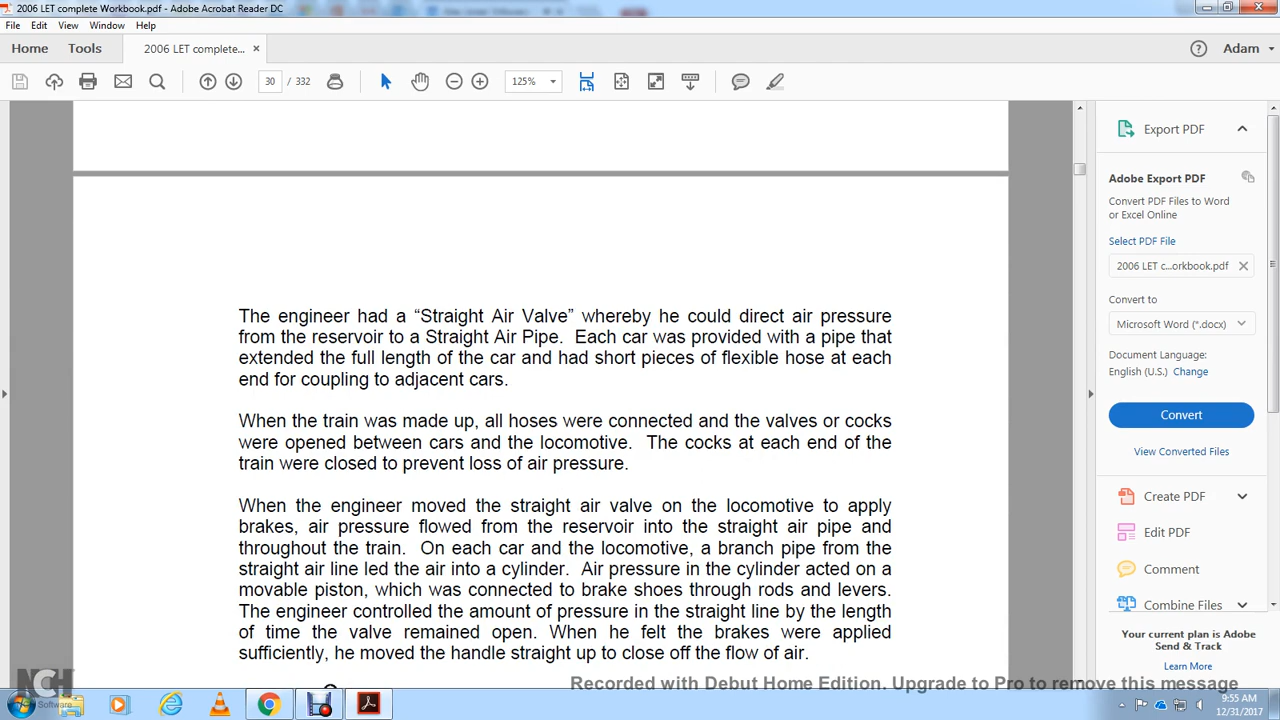 2006 LET complete Workbook.pdf - Adobe Acrobat Reader DC
File Edit View Window Help
Home Tools 2006 LET complete... × Adam
30 / 332 125%
Export PDF
Adobe Export PDF
Convert PDF Files to Word
or Excel Online
Select PDF File
2006 LET c...orkbook.pdf
Convert to
Microsoft Word (*.docx)
Document Language:
English (U.S.) Change
Convert
View Converted Files
Create PDF
Edit PDF
Comment
Combine Files
Your current plan is Adobe
Send & Track
Learn More
The engineer had a “Straight Air Valve” whereby he could direct air pressure
from the reservoir to a Straight Air Pipe. Each car was provided with a pipe that
extended the full length of the car and had short pieces of flexible hose at each
end for coupling to adjacent cars.
When the train was made up, all hoses were connected and the valves or cocks
were opened between cars and the locomotive. The cocks at each end of the
train were closed to prevent loss of air pressure.
When the engineer moved the straight air valve on the locomotive to apply
brakes, air pressure flowed from the reservoir into the straight air pipe and
throughout the train. On each car and the locomotive, a branch pipe from the
straight air line led the air into a cylinder. Air pressure in the cylinder acted on a
movable piston, which was connected to brake shoes through rods and levers.
The engineer controlled the amount of pressure in the straight line by the length
of time the valve remained open. When he felt the brakes were applied
sufficiently, he moved the handle straight up to close off the flow of air.
NCH
Software
Recorded with Debut Home Edition. Upgrade to Pro to remove this message
9:55 AM
12/31/2017